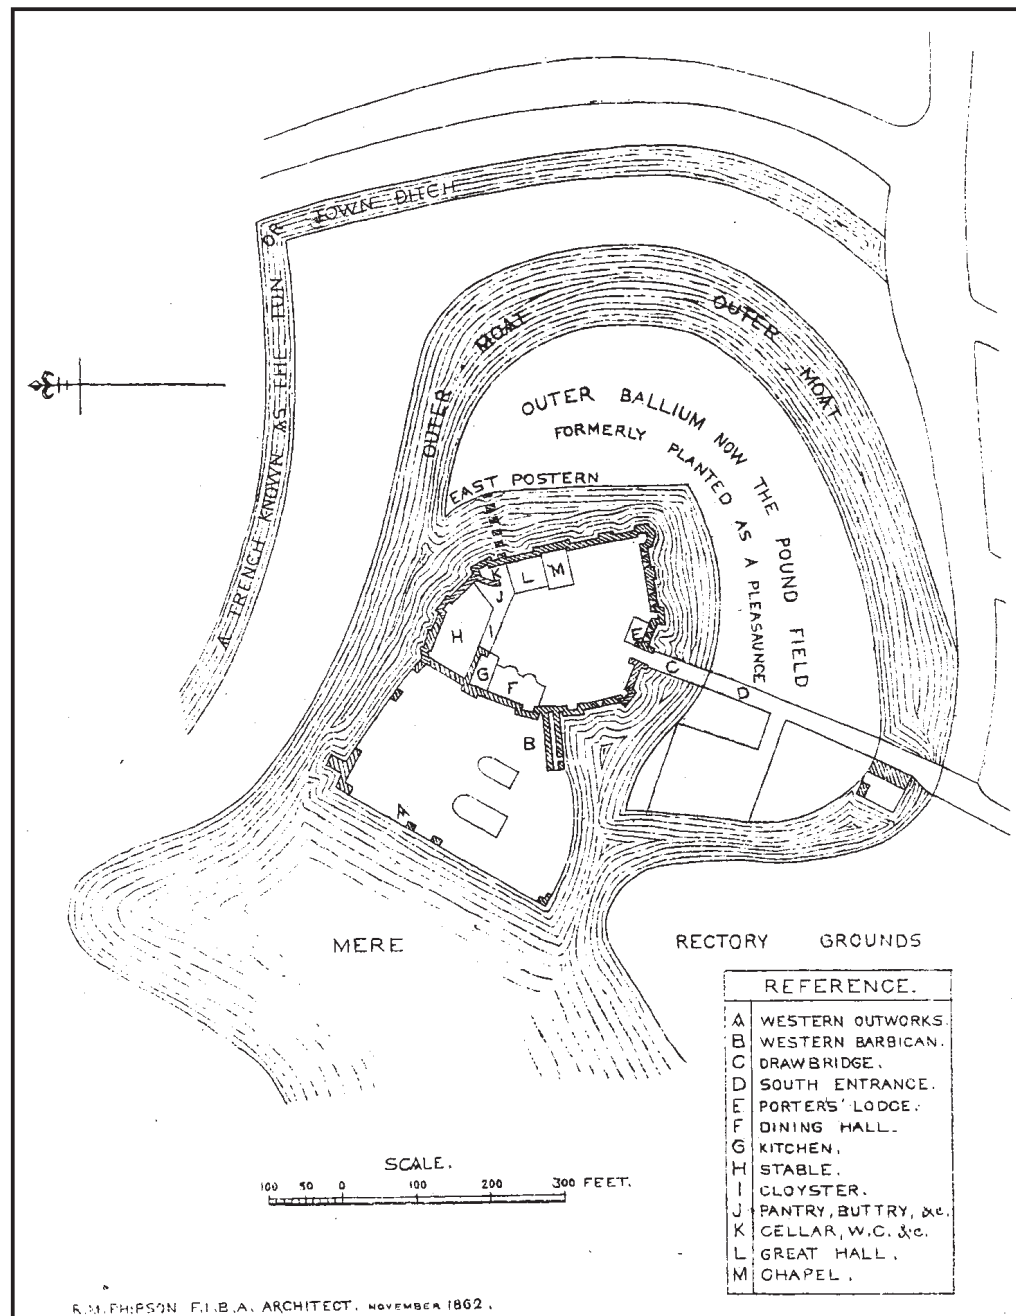 A TRENCH KNOWN AS THE TUN
OR
TOWN DITCH
OUTER MOAT
OUTER MOAT
OUTER BALLIUM NOW THE POUND FIELD
FORMERLY PLANTED AS A PLEASAUNCE
EAST POSTERN
K
L
M
J
H
I
E
G
F
C
D
B
A
MERE
RECTORY GROUNDS
REFERENCE.
A WESTERN OUTWORKS.
B WESTERN BARBICAN.
C DRAWBRIDGE.
D SOUTH ENTRANCE.
E PORTERS' LODGE.
F DINING HALL.
G KITCHEN.
H STABLE.
I CLOYSTER.
J PANTRY, BUTTRY, &c.
K CELLAR, W.C. &c.
L GREAT HALL.
M CHAPEL.
SCALE.
100 50 0 100 200 300 FEET.
R.M. PHIPSON F.I.B.A. ARCHITECT. NOVEMBER 1862.